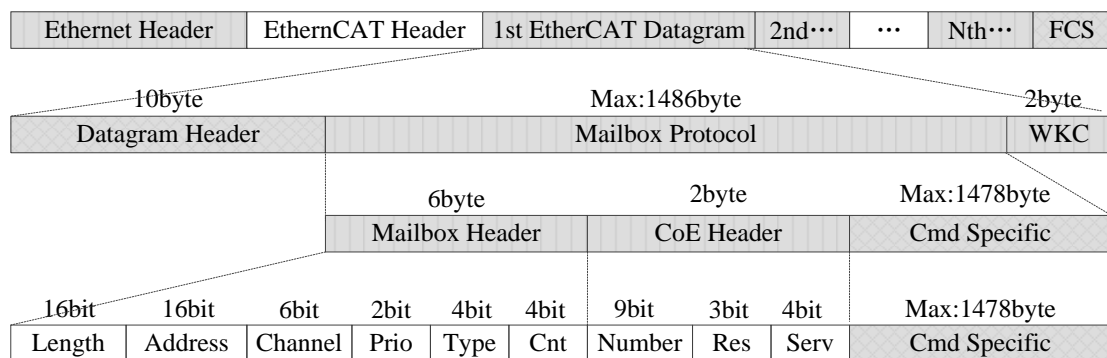 Ethernet Header EthernCAT Header 1st EtherCAT Datagram 2nd··· ··· Nth··· FCS
10byte Max:1486byte 2byte
Datagram Header Mailbox Protocol WKC
6byte 2byte Max:1478byte
Mailbox Header CoE Header Cmd Specific
16bit 16bit 6bit 2bit 4bit 4bit 9bit 3bit 4bit Max:1478byte
Length Address Channel Prio Type Cnt Number Res Serv Cmd Specific